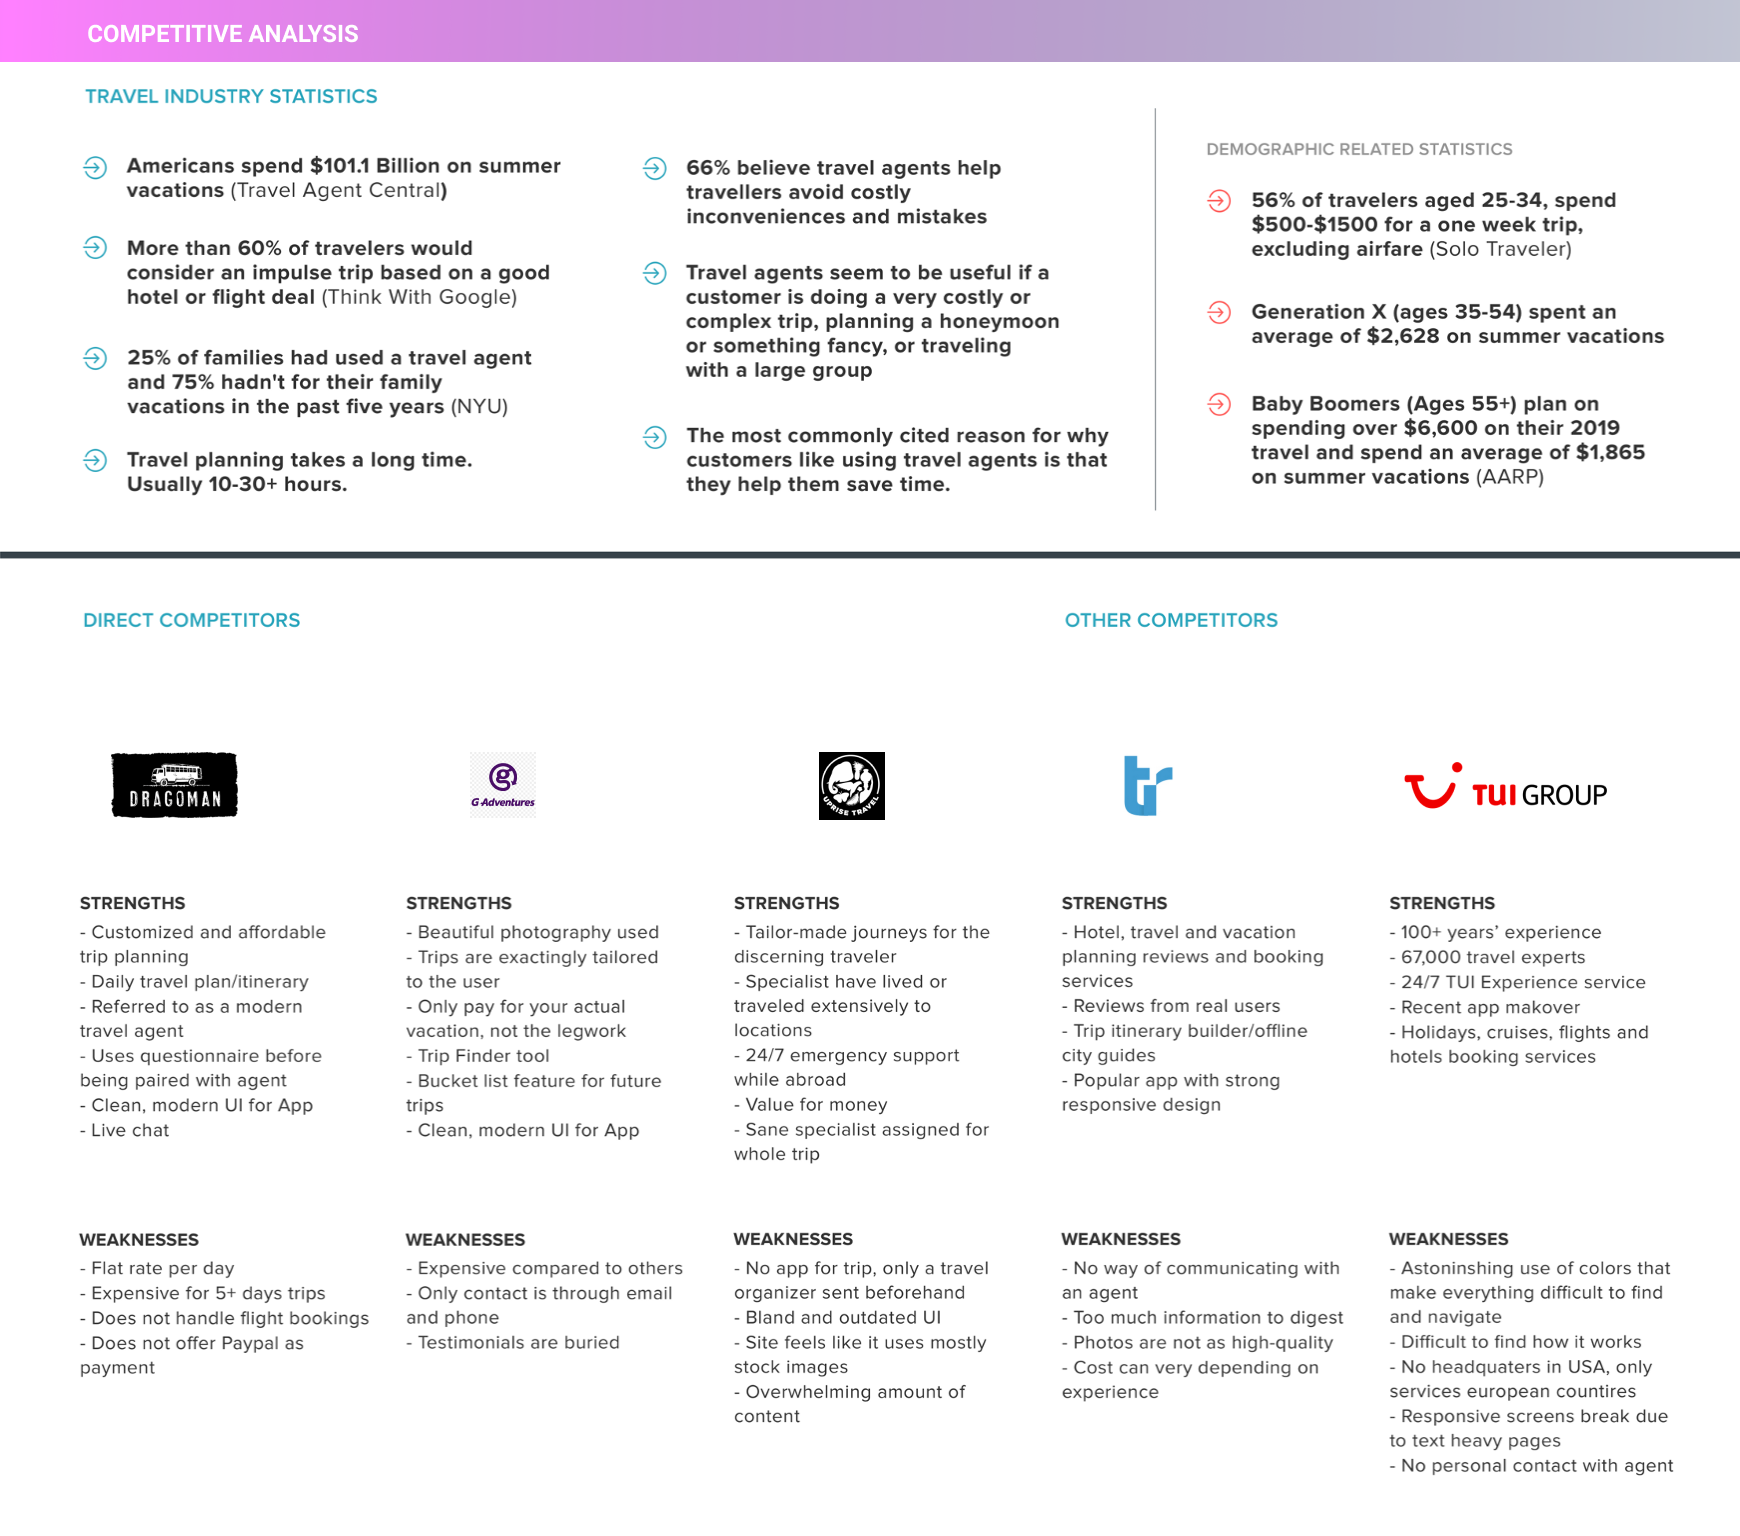 COMPETITIVE ANALYSIS
TRAVEL INDUSTRY STATISTICS
Americans spend $101.1 Billion on summer
vacations (Travel Agent Central)
More than 60% of travelers would
consider an impulse trip based on a good
hotel or flight deal (Think With Google)
25% of families had used a travel agent
and 75% hadn't for their family
vacations in the past five years (NYU)
Travel planning takes a long time.
Usually 10-30+ hours.
66% believe travel agents help
travellers avoid costly
inconveniences and mistakes
Travel agents seem to be useful if a
customer is doing a very costly or
complex trip, planning a honeymoon
or something fancy, or traveling
with a large group
The most commonly cited reason for why
customers like using travel agents is that
they help them save time.
DEMOGRAPHIC RELATED STATISTICS
56% of travelers aged 25-34, spend
$500-$1500 for a one week trip,
excluding airfare (Solo Traveler)
Generation X (ages 35-54) spent an
average of $2,628 on summer vacations
Baby Boomers (Ages 55+) plan on
spending over $6,600 on their 2019
travel and spend an average of $1,865
on summer vacations (AARP)
DIRECT COMPETITORS
OTHER COMPETITORS
DRAGOMAN
g
G Adventures
UPRISE TRAVEL
tr
TUI GROUP
STRENGTHS
- Customized and affordable
trip planning
- Daily travel plan/itinerary
- Referred to as a modern
travel agent
- Uses questionnaire before
being paired with agent
- Clean, modern UI for App
- Live chat
STRENGTHS
- Beautiful photography used
- Trips are exactingly tailored
to the user
- Only pay for your actual
vacation, not the legwork
- Trip Finder tool
- Bucket list feature for future
trips
- Clean, modern UI for App
STRENGTHS
- Tailor-made journeys for the
discerning traveler
- Specialist have lived or
traveled extensively to
locations
- 24/7 emergency support
while abroad
- Value for money
- Sane specialist assigned for
whole trip
STRENGTHS
- Hotel, travel and vacation
planning reviews and booking
services
- Reviews from real users
- Trip itinerary builder/offline
city guides
- Popular app with strong
responsive design
STRENGTHS
- 100+ years’ experience
- 67,000 travel experts
- 24/7 TUI Experience service
- Recent app makover
- Holidays, cruises, flights and
hotels booking services
WEAKNESSES
- Flat rate per day
- Expensive for 5+ days trips
- Does not handle flight bookings
- Does not offer Paypal as
payment
WEAKNESSES
- Expensive compared to others
- Only contact is through email
and phone
- Testimonials are buried
WEAKNESSES
- No app for trip, only a travel
organizer sent beforehand
- Bland and outdated UI
- Site feels like it uses mostly
stock images
- Overwhelming amount of
content
WEAKNESSES
- No way of communicating with
an agent
- Too much information to digest
- Photos are not as high-quality
- Cost can very depending on
experience
WEAKNESSES
- Astoninshing use of colors that
make everything difficult to find
and navigate
- Difficult to find how it works
- No headquaters in USA, only
services european countires
- Responsive screens break due
to text heavy pages
- No personal contact with agent